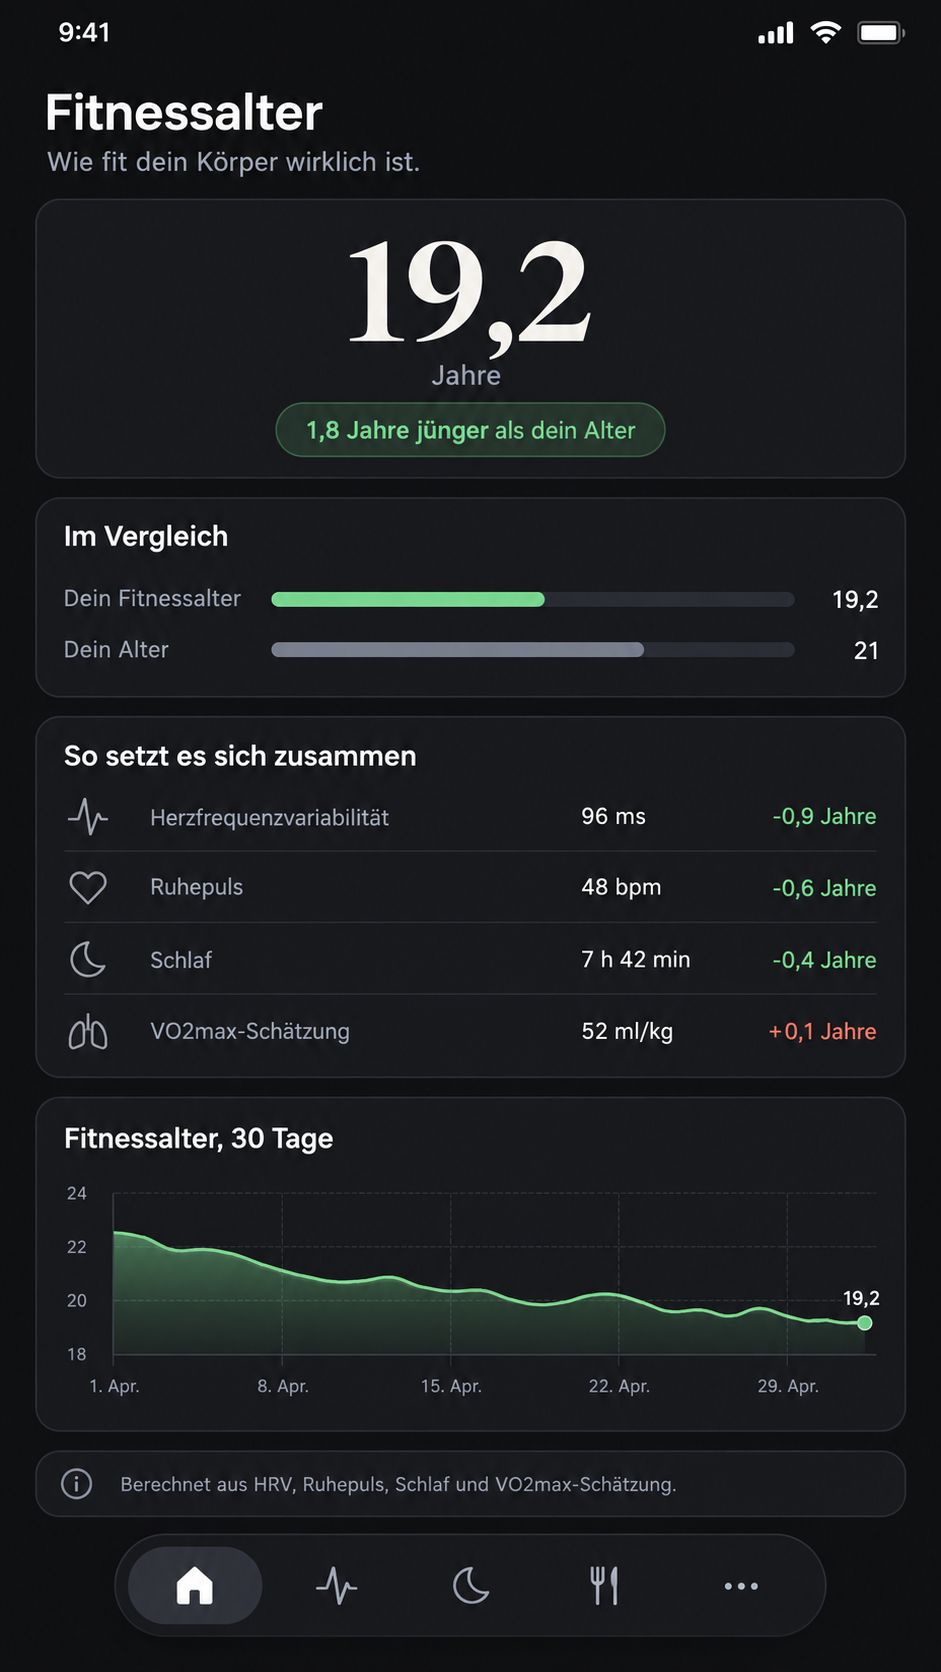 9:41
Fitnessalter
Wie fit dein Körper wirklich ist.
19,2
Jahre
1,8 Jahre jünger als dein Alter
Im Vergleich
Dein Fitnessalter 19,2
Dein Alter 21
So setzt es sich zusammen
Herzfrequenzvariabilität 96 ms -0,9 Jahre
Ruhepuls 48 bpm -0,6 Jahre
Schlaf 7 h 42 min -0,4 Jahre
VO2max-Schätzung 52 ml/kg +0,1 Jahre
Fitnessalter, 30 Tage
24
22
20
19,2
18
1. Apr. 8. Apr. 15. Apr. 22. Apr. 29. Apr.
Berechnet aus HRV, Ruhepuls, Schlaf und VO2max-Schätzung.